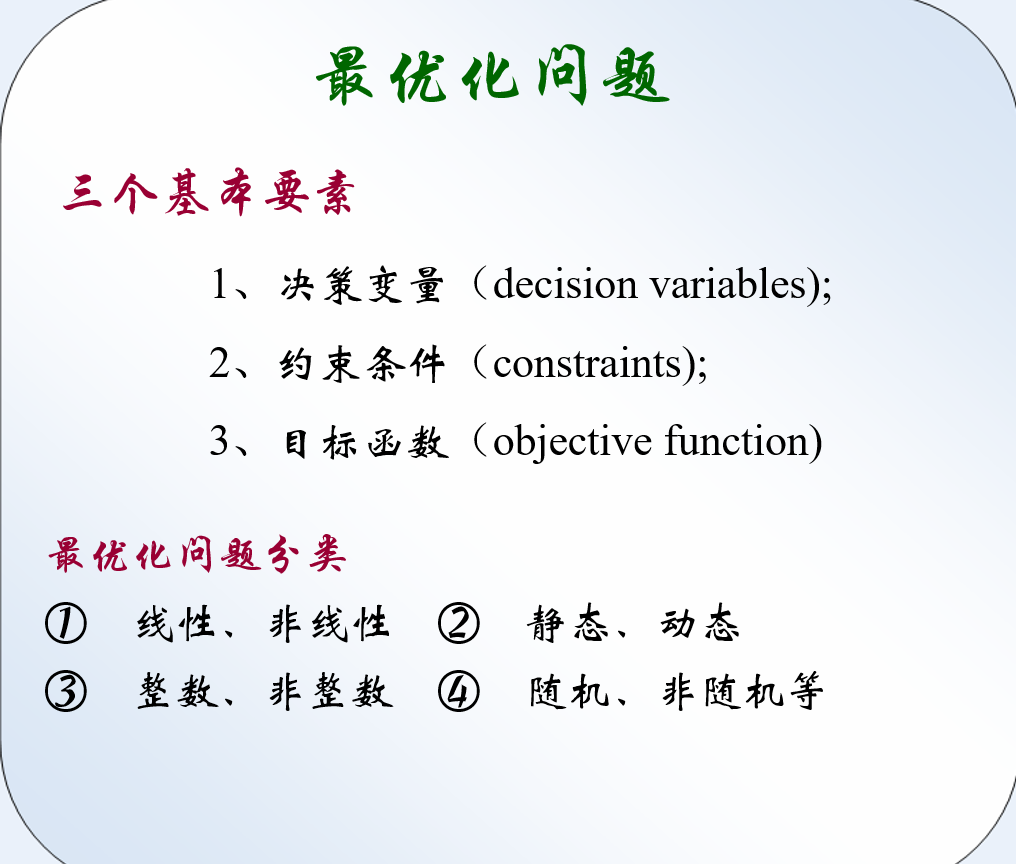 最优化问题
三个基本要素
1、决策变量（decision variables);
2、约束条件（constraints);
3、目标函数（objective function)
最优化问题分类
① 线性、非线性 ② 静态、动态
③ 整数、非整数 ④ 随机、非随机等